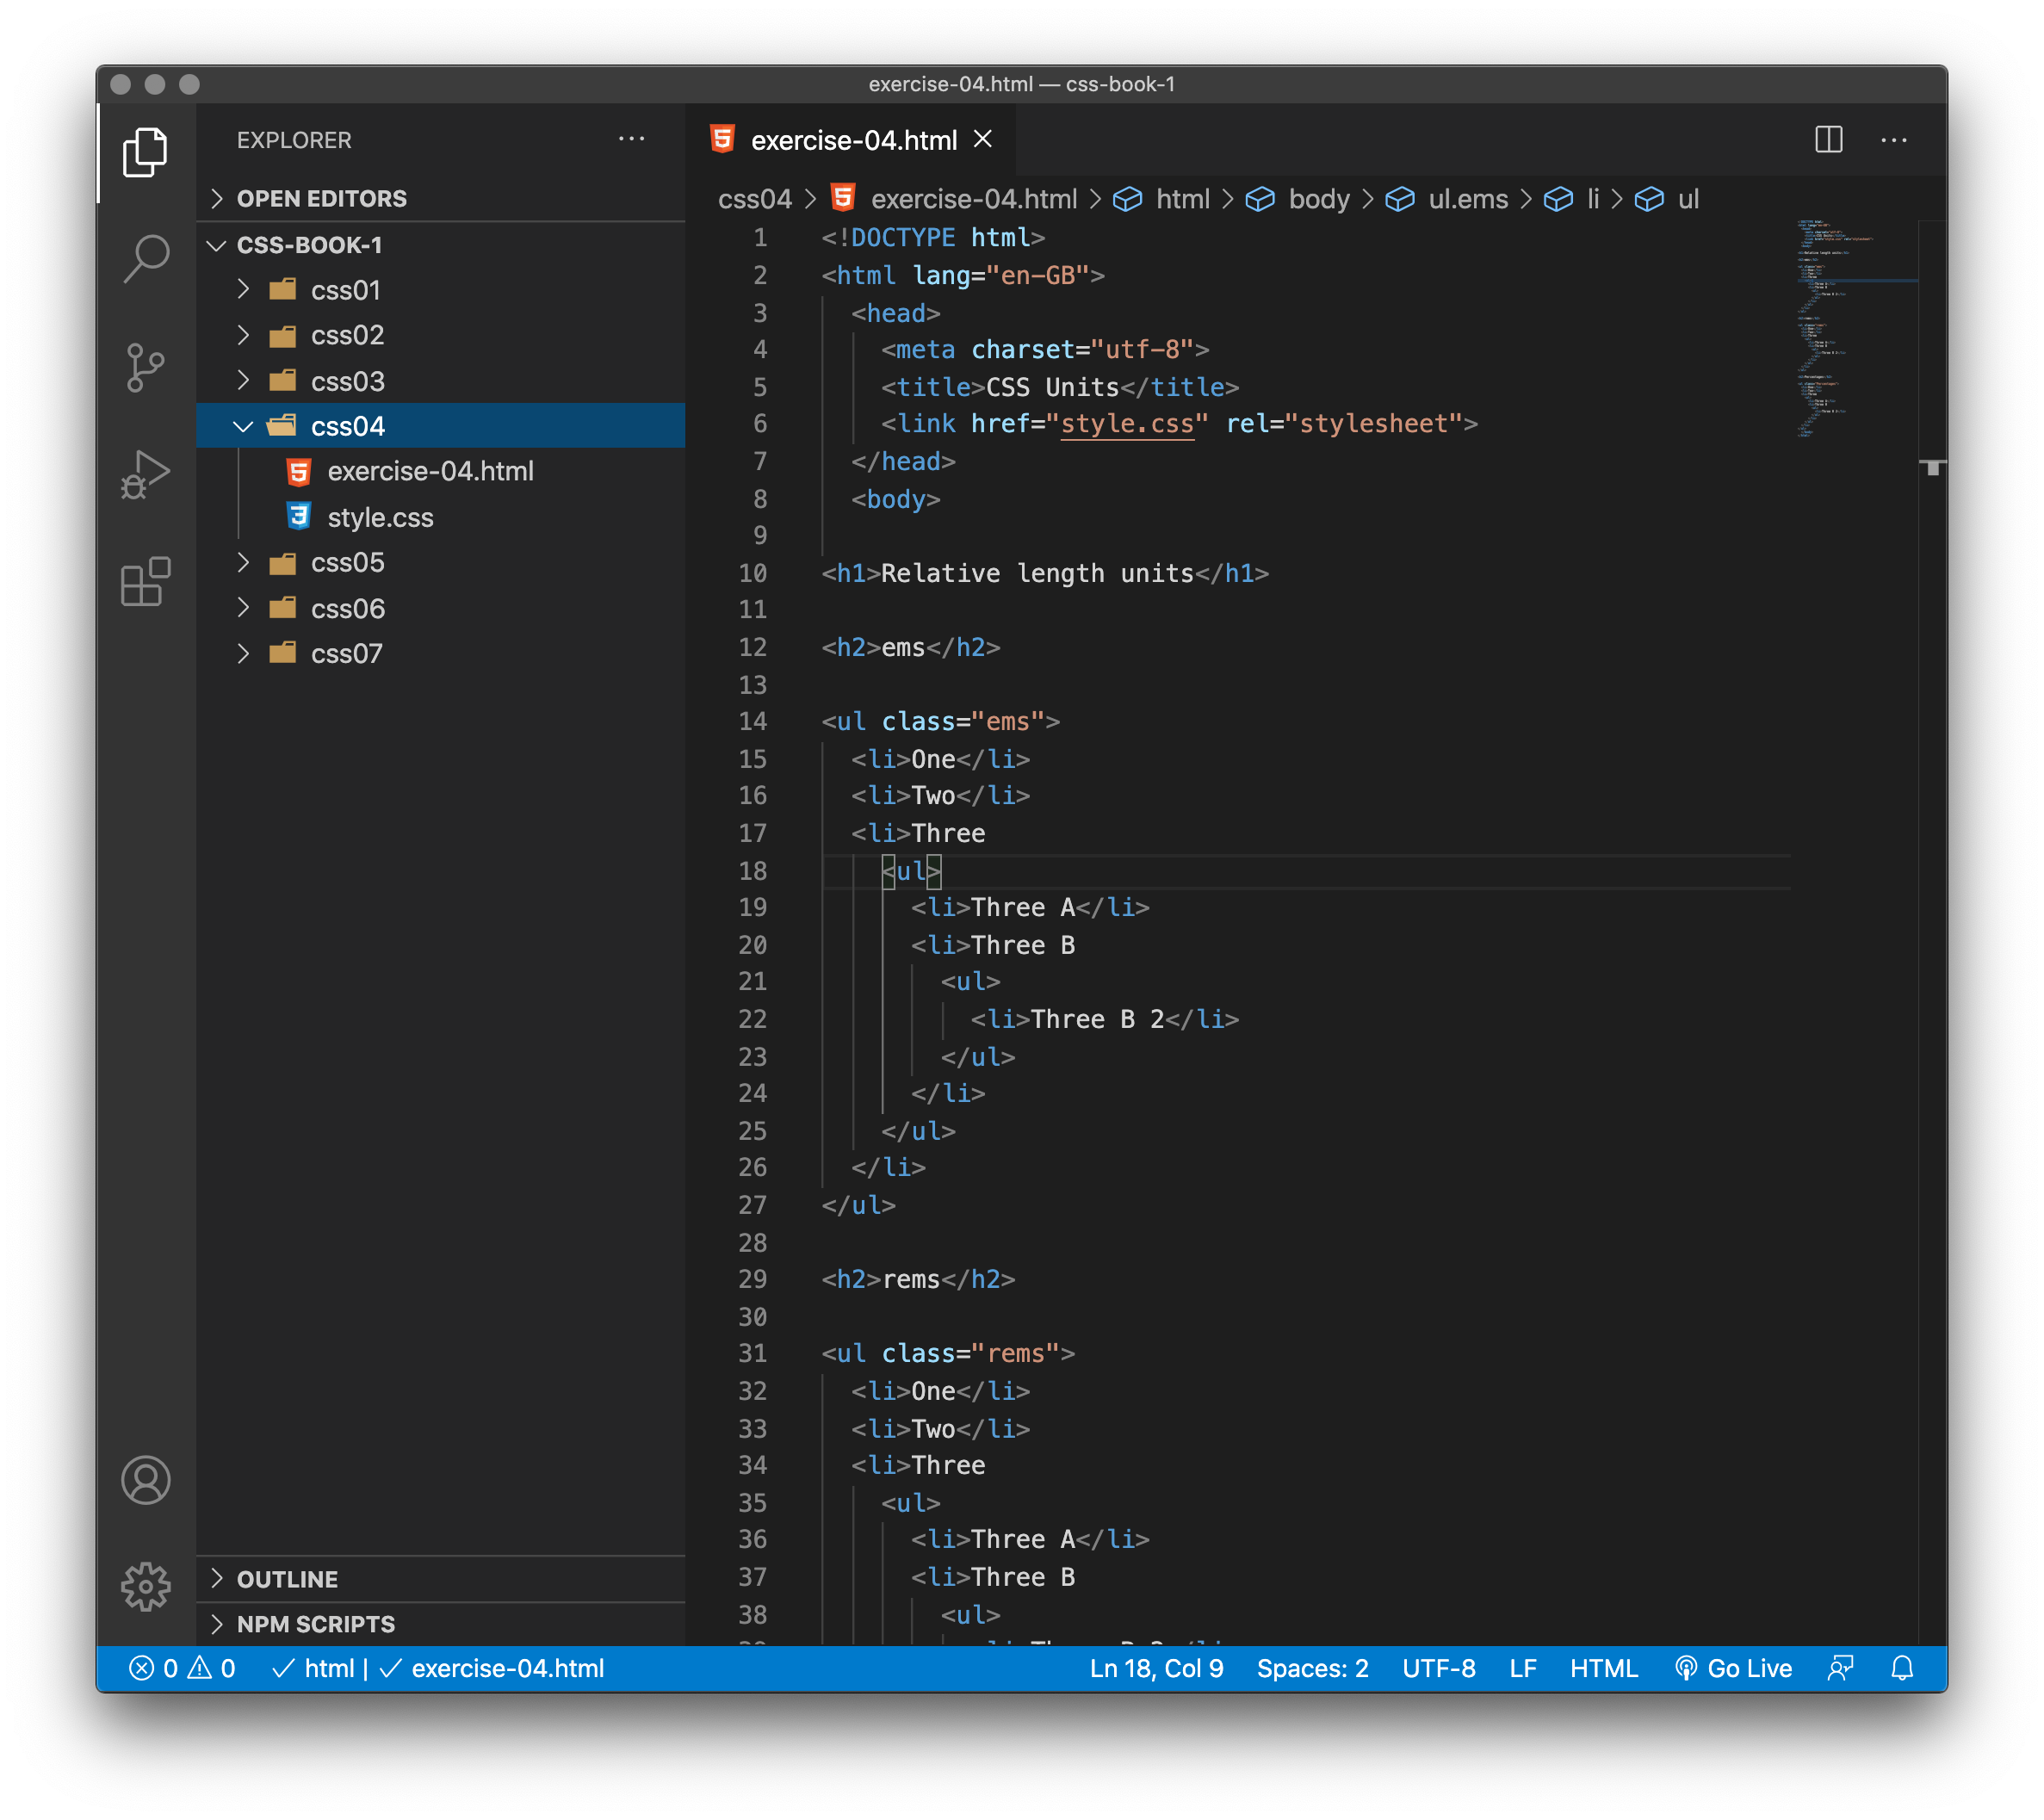 exercise-04.html — css-book-1
EXPLORER
OPEN EDITORS
CSS-BOOK-1
css01
css02
css03
css04
exercise-04.html
style.css
css05
css06
css07
OUTLINE
NPM SCRIPTS
exercise-04.html
css04 > exercise-04.html > html > body > ul.ems > li > ul
1 <!DOCTYPE html>
2 <html lang="en-GB">
3 <head>
4 <meta charset="utf-8">
5 <title>CSS Units</title>
6 <link href="style.css" rel="stylesheet">
7 </head>
8 <body>
9
10 <h1>Relative length units</h1>
11
12 <h2>ems</h2>
13
14 <ul class="ems">
15 <li>One</li>
16 <li>Two</li>
17 <li>Three
18 <ul>
19 <li>Three A</li>
20 <li>Three B
21 <ul>
22 <li>Three B 2</li>
23 </ul>
24 </li>
25 </ul>
26 </li>
27 </ul>
28
29 <h2>rems</h2>
30
31 <ul class="rems">
32 <li>One</li>
33 <li>Two</li>
34 <li>Three
35 <ul>
36 <li>Three A</li>
37 <li>Three B
38 <ul>
0 0 html | exercise-04.html Ln 18, Col 9 Spaces: 2 UTF-8 LF HTML Go Live